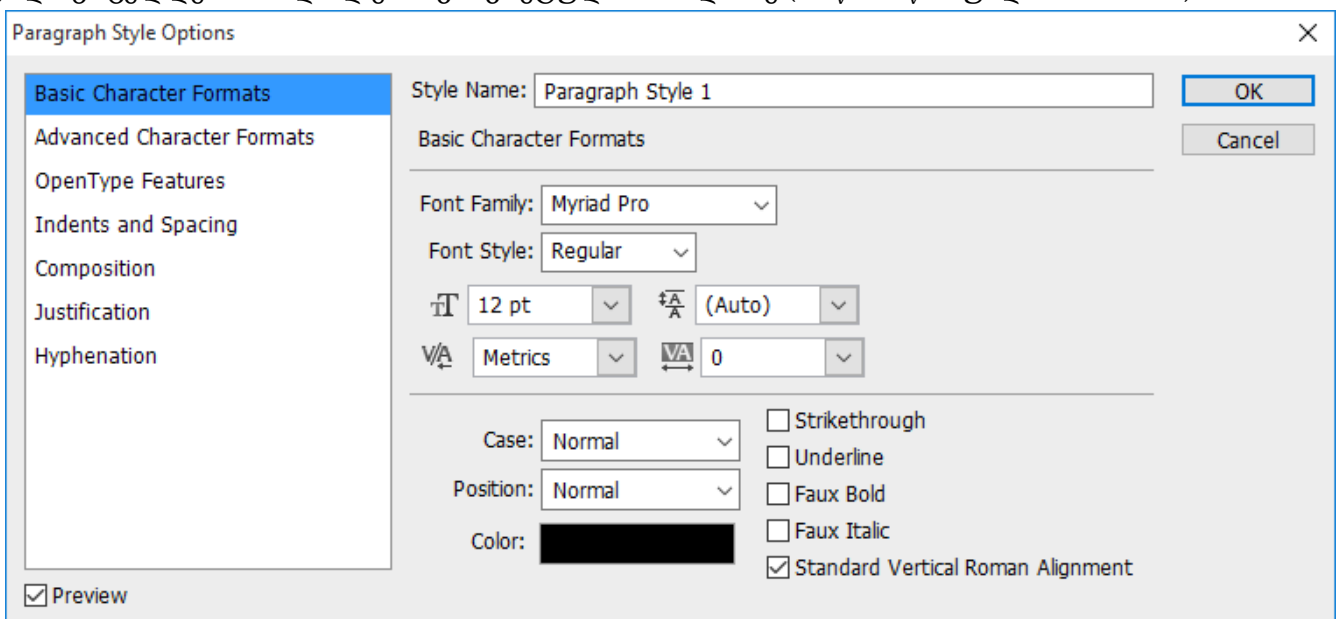 Paragraph Style Options
Basic Character Formats
Advanced Character Formats
OpenType Features
Indents and Spacing
Composition
Justification
Hyphenation
Preview
Style Name: Paragraph Style 1
Basic Character Formats
Font Family: Myriad Pro
Font Style: Regular
12 pt (Auto)
Metrics 0
Case: Normal
Position: Normal
Color:
Strikethrough
Underline
Faux Bold
Faux Italic
Standard Vertical Roman Alignment
OK
Cancel